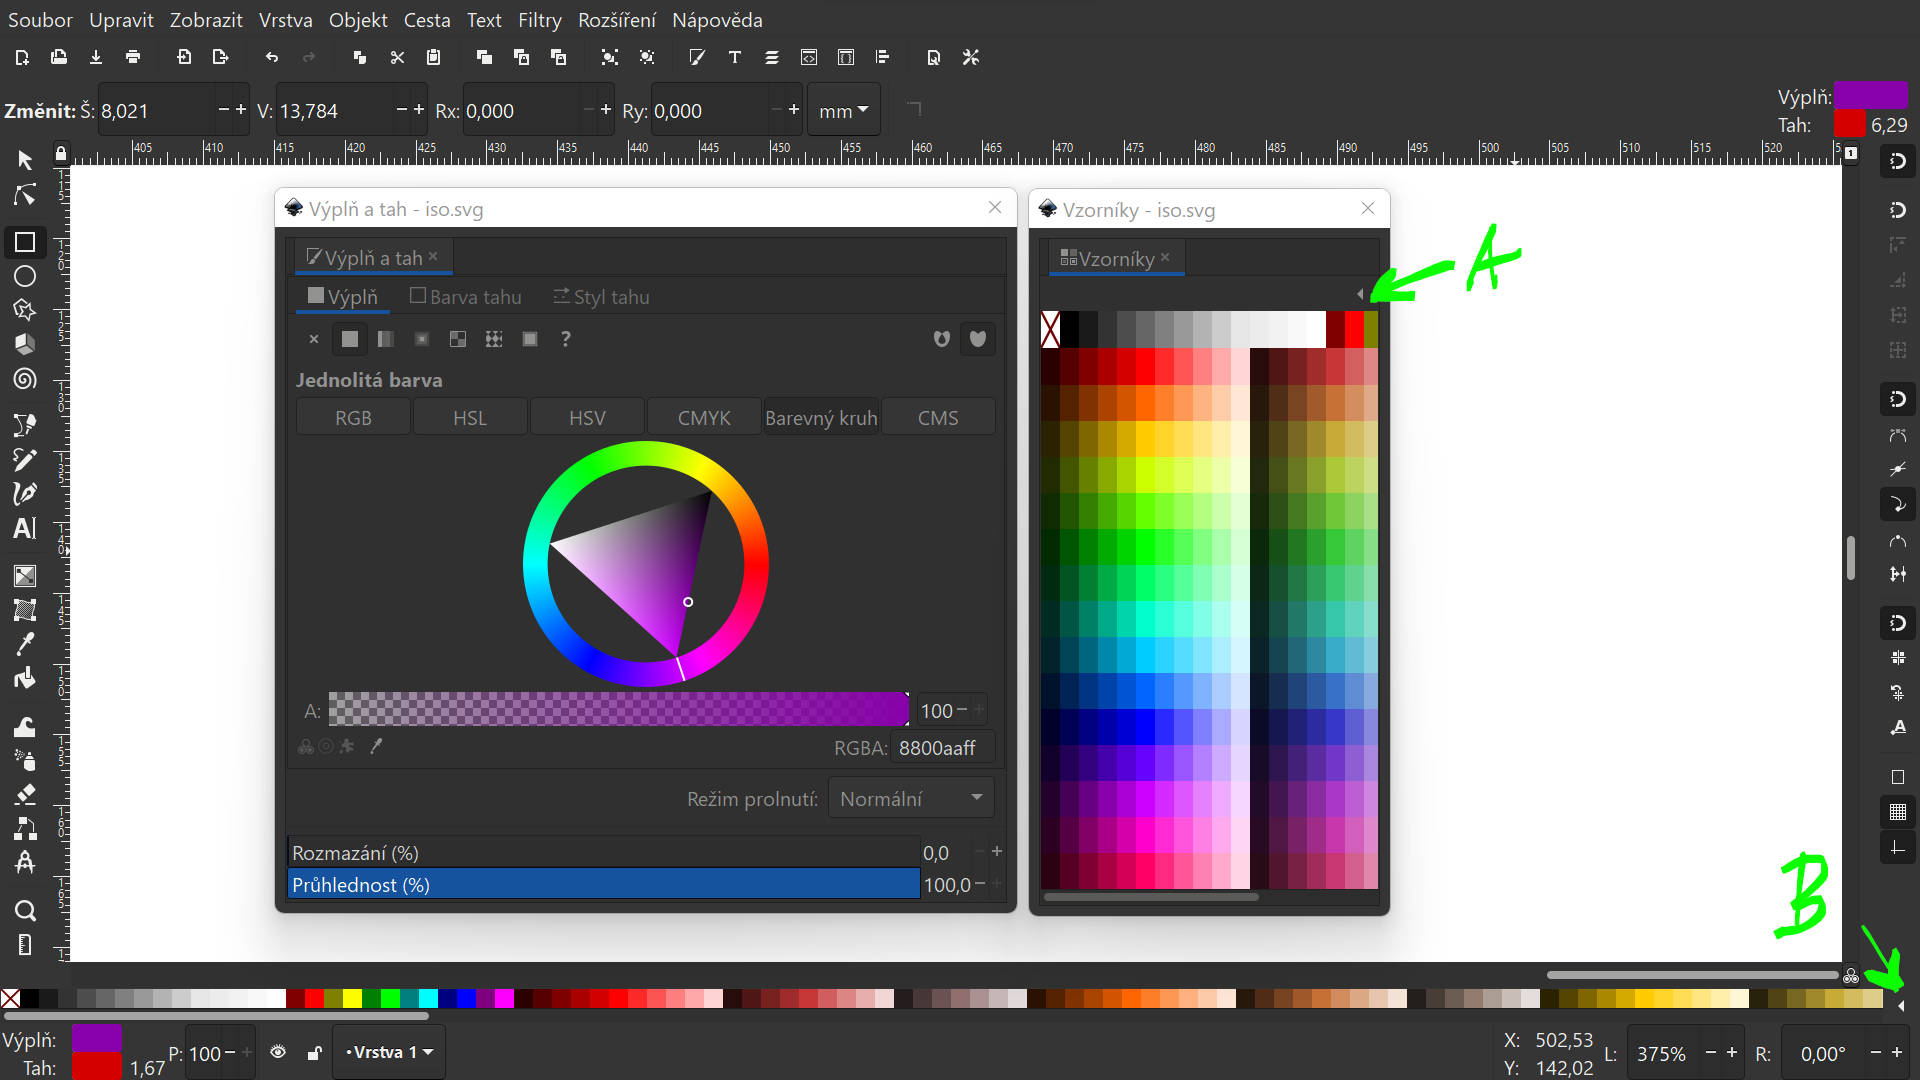 Soubor Upravit Zobrazit Vrstva Objekt Cesta Text Filtry Rozšíření Nápověda
Změnit: Š: 8,021 − + V: 13,784 − + Rx: 0,000 − + Ry: 0,000 − + mm
Výplň:
Tah: 6,29
405 410 415 420 425 430 435 440 445 450 455 460 465 470 475 480 485 490 495 500 505 510 515 520
1
Výplň a tah - iso.svg
Výplň a tah
Výplň Barva tahu Styl tahu
?
Jednolitá barva
RGB HSL HSV CMYK Barevný kruh CMS
A: 100 − +
RGBA: 8800aaff
Režim prolnutí: Normální
Rozmazání (%) 0,0 − +
Průhlednost (%) 100,0 − +
Vzorníky - iso.svg
Vzorníky
A
B
Výplň:
Tah: 1,67
P: 100 − +
•Vrstva 1
X: 502,53
Y: 142,02
L: 375% − +
R: 0,00° − +